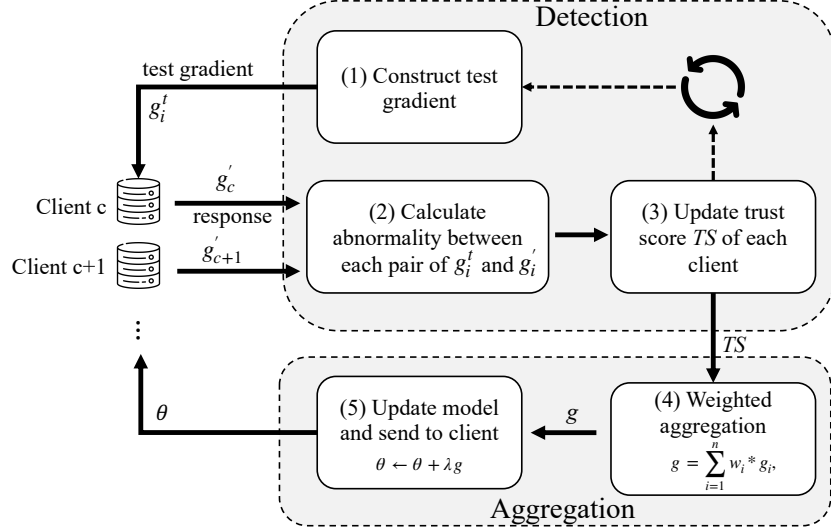 Detection
test gradient
(1) Construct test
gradient
g_i^t
Client c
g_c^'
response
(2) Calculate
abnormality between
each pair of g_i^t and g_i^'
(3) Update trust
score TS of each
client
Client c+1
g_{c+1}^'
⋮
TS
θ
(5) Update model
and send to client
θ ← θ + λg
g
(4) Weighted
aggregation
g = \sum_{i=1}^{n} w_i * g_i,
Aggregation